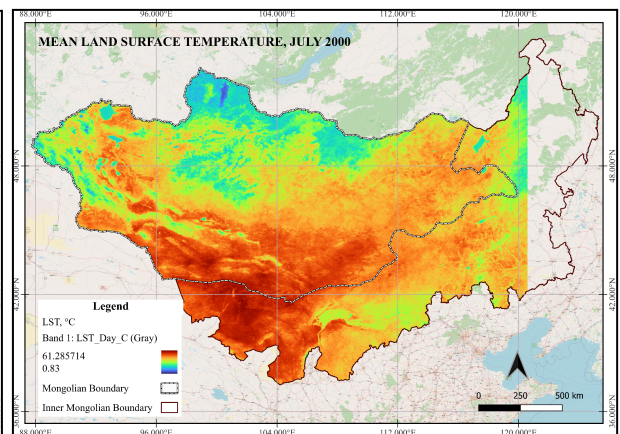 88.000°E 96.000°E 104.000°E 112.000°E 120.000°E
MEAN LAND SURFACE TEMPERATURE, JULY 2000
48.000°N 48.000°N
42.000°N 42.000°N
Legend
LST, °C
Band 1: LST_Day_C (Gray)
61.285714
0.83
Mongolian Boundary
Inner Mongolian Boundary
0 250 500 km
36.000°N 36.000°N
88.000°E 96.000°E 104.000°E 112.000°E 120.000°E